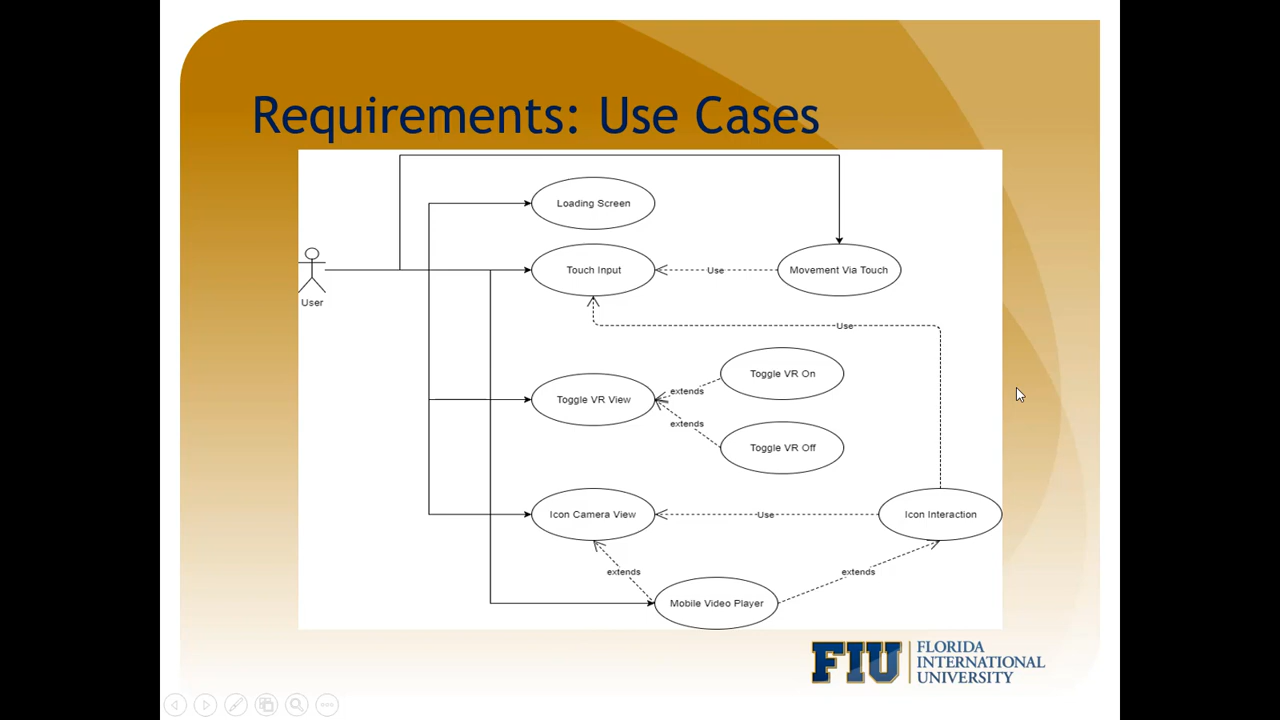 Requirements: Use Cases
Loading Screen
User
Touch Input
Use
Movement Via Touch
Use
Toggle VR View
extends
Toggle VR On
extends
Toggle VR Off
Icon Camera View
Use
Icon Interaction
extends
extends
Mobile Video Player
FIU
FLORIDA
INTERNATIONAL
UNIVERSITY